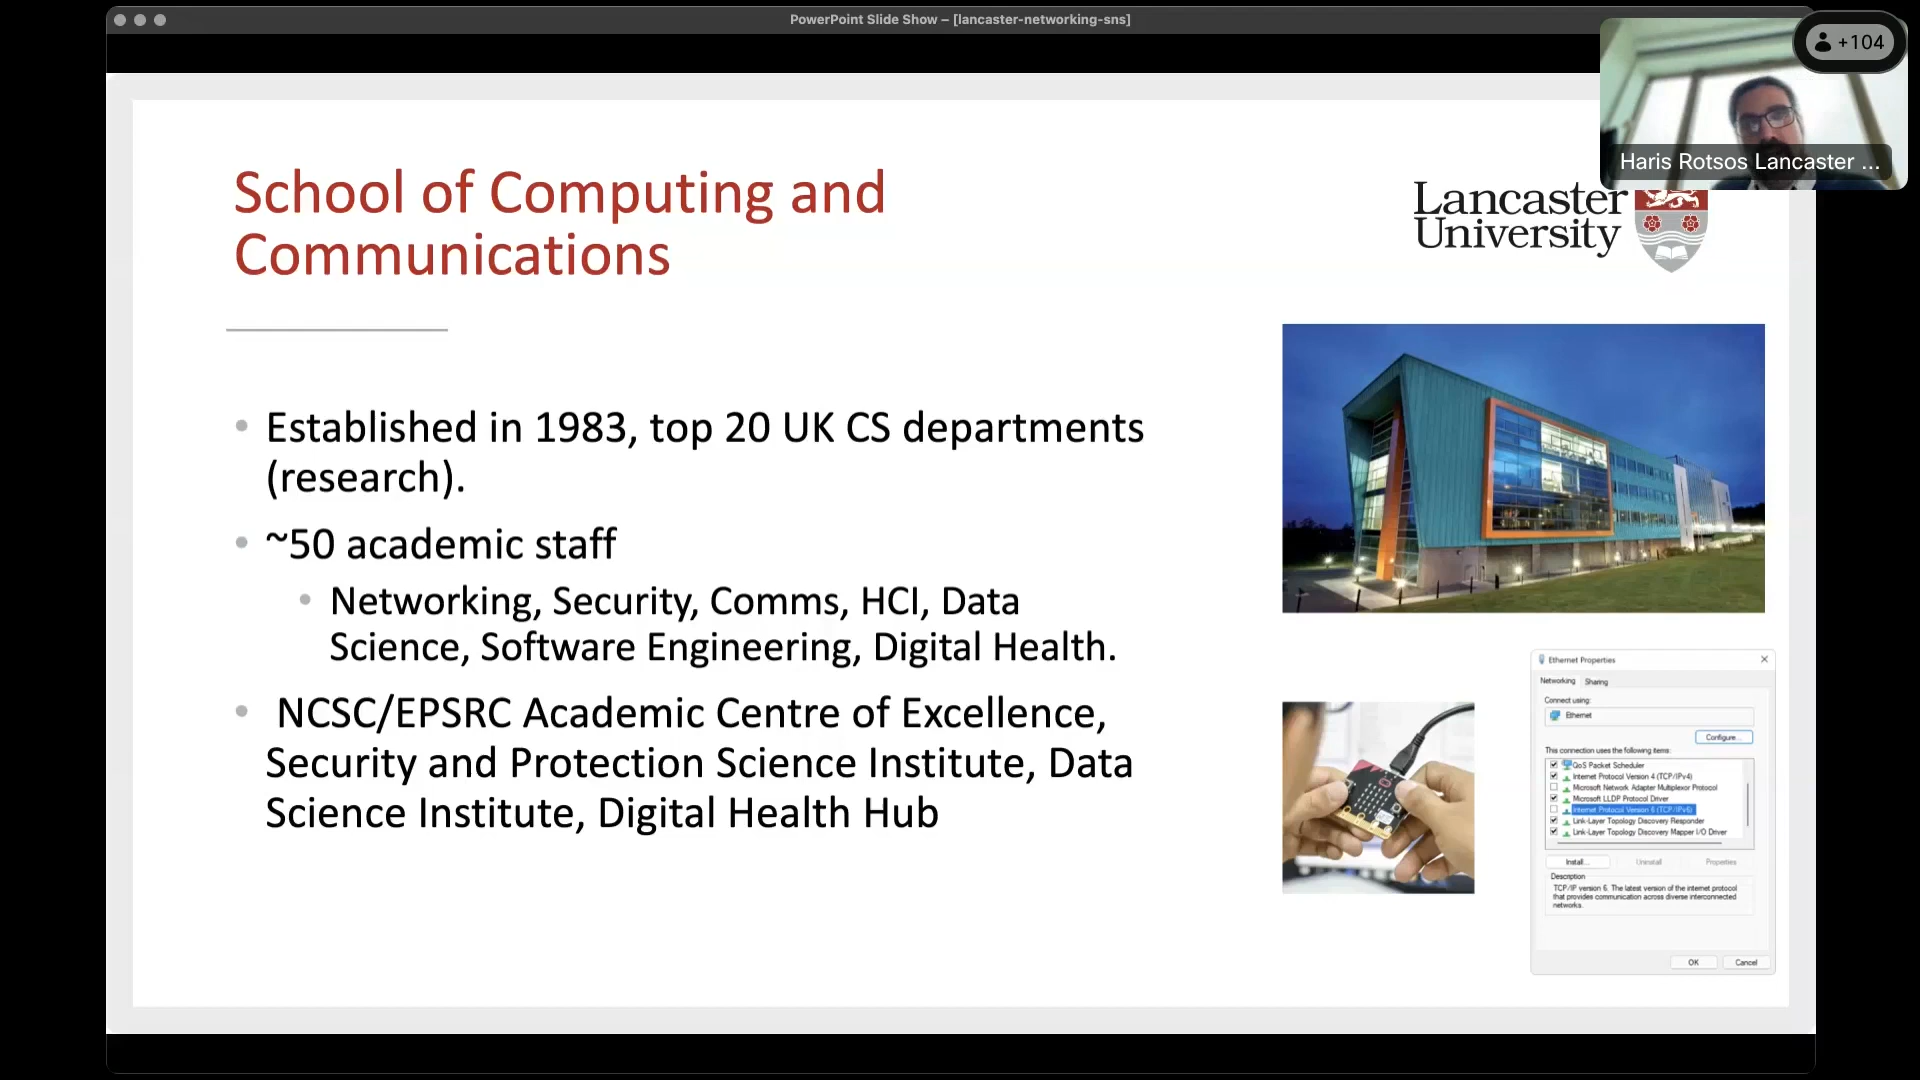 PowerPoint Slide Show – [lancaster-networking-sns]
+104
Haris Rotsos Lancaster ...
School of Computing and
Communications
Lancaster
University
• Established in 1983, top 20 UK CS departments
(research).
• ~50 academic staff
• Networking, Security, Comms, HCI, Data
Science, Software Engineering, Digital Health.
• NCSC/EPSRC Academic Centre of Excellence,
Security and Protection Science Institute, Data
Science Institute, Digital Health Hub
Ethernet Properties
Networking Sharing
Connect using:
Ethernet
Configure...
This connection uses the following items:
QoS Packet Scheduler
Internet Protocol Version 4 (TCP/IPv4)
Microsoft Network Adapter Multiplexor Protocol
Microsoft LLDP Protocol Driver
Internet Protocol Version 6 (TCP/IPv6)
Link-Layer Topology Discovery Responder
Link-Layer Topology Discovery Mapper I/O Driver
Install... Uninstall Properties
Description
TCP/IP version 6. The latest version of the internet protocol
that provides communication across diverse interconnected
networks.
OK Cancel